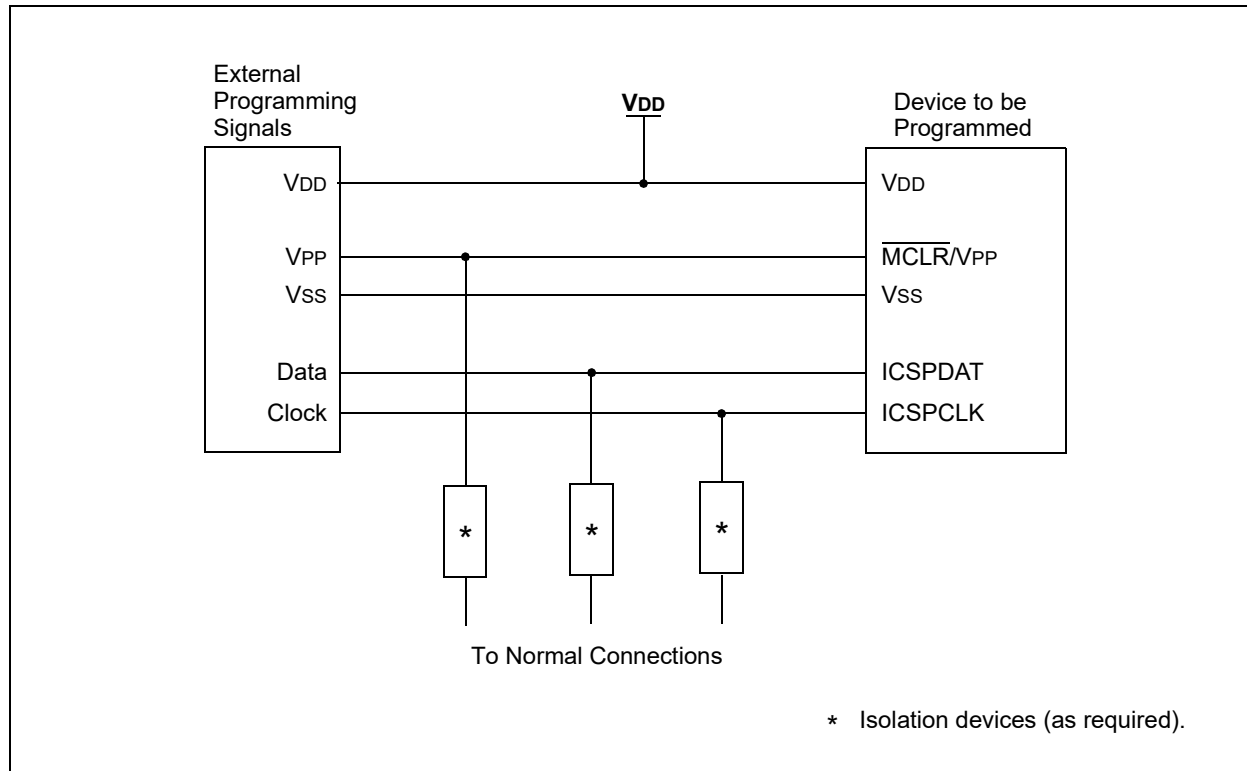 External
Programming
Signals
VDD
Device to be
Programmed
VDD
VDD
VPP
MCLR/VPP
VSS
VSS
Data
ICSPDAT
Clock
ICSPCLK
*
*
*
To Normal Connections
* Isolation devices (as required).